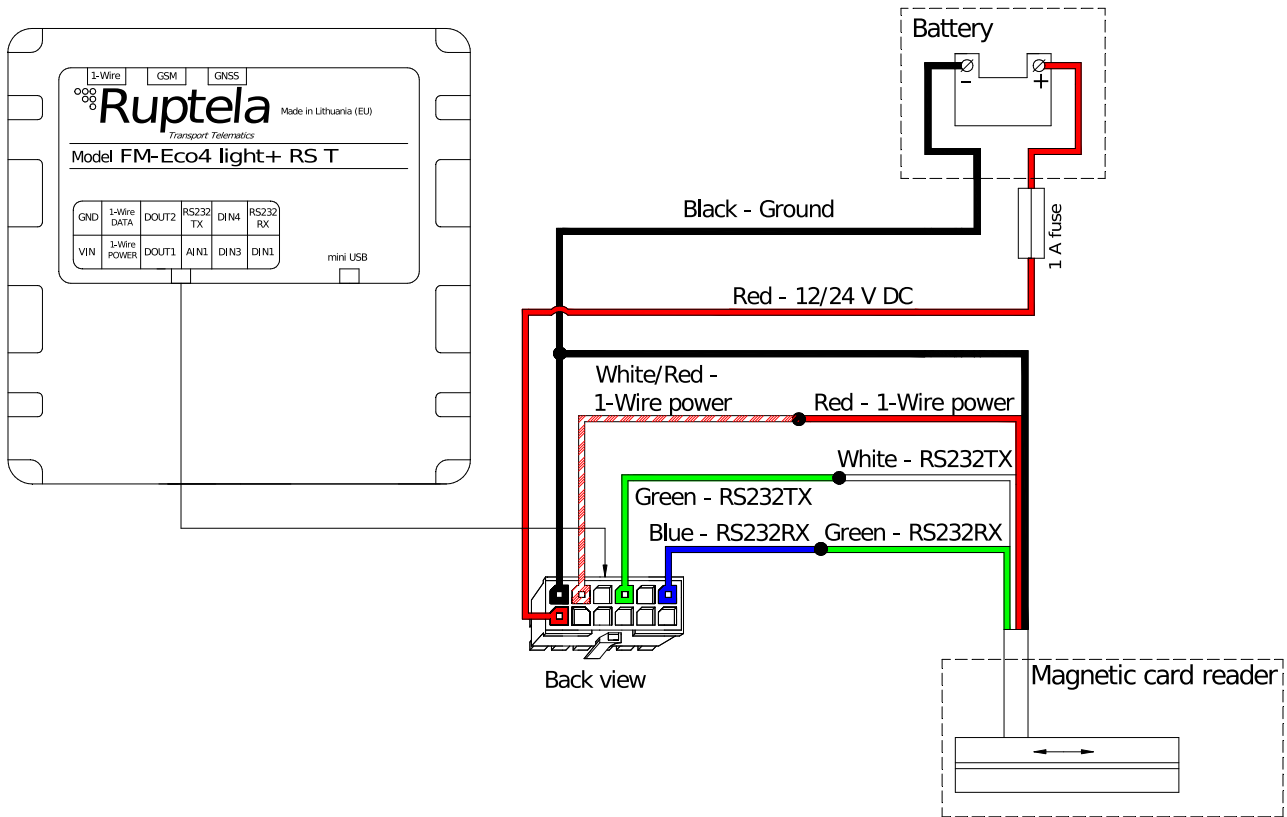 1-Wire GSM GNSS
Ruptela Made in Lithuania (EU)
Transport Telematics
Model FM-Eco4 light+ RS T
GND 1-Wire DATA DOUT2 RS232 TX DIN4 RS232 RX
VIN 1-Wire POWER DOUT1 AIN1 DIN3 DIN1
mini USB
Battery
- +
1 A fuse
Black - Ground
Red - 12/24 V DC
White/Red -
1-Wire power
Red - 1-Wire power
White - RS232TX
Green - RS232TX
Blue - RS232RX
Green - RS232RX
Back view
Magnetic card reader